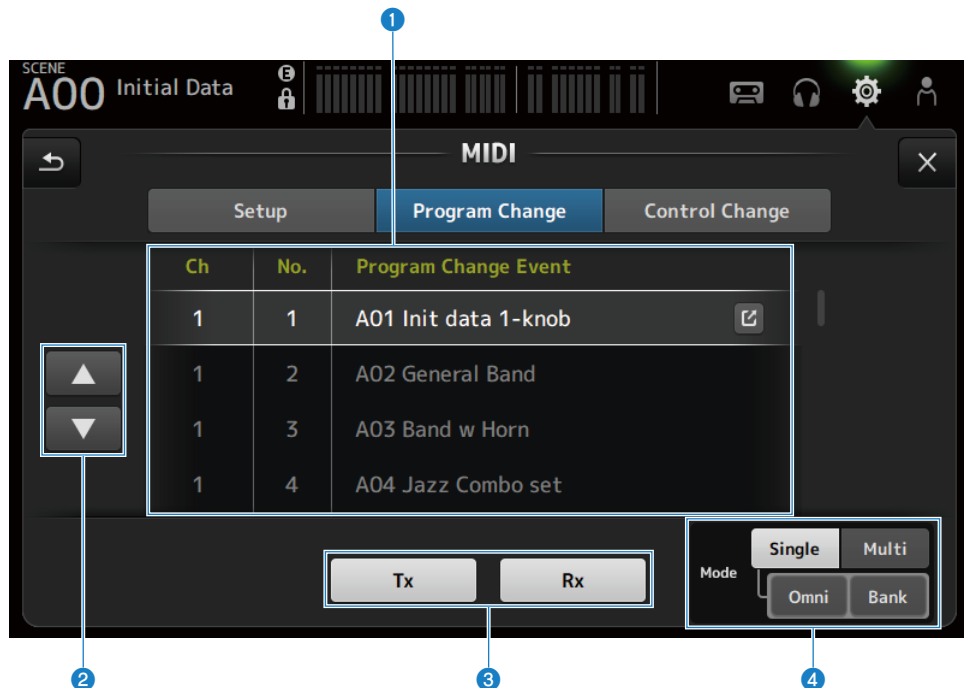 1
SCENE
A00 Initial Data E
MIDI
Setup Program Change Control Change
Ch No. Program Change Event
1 1 A01 Init data 1-knob
1 2 A02 General Band
1 3 A03 Band w Horn
1 4 A04 Jazz Combo set
Tx Rx
Mode Single Multi
Omni Bank
2 3 4